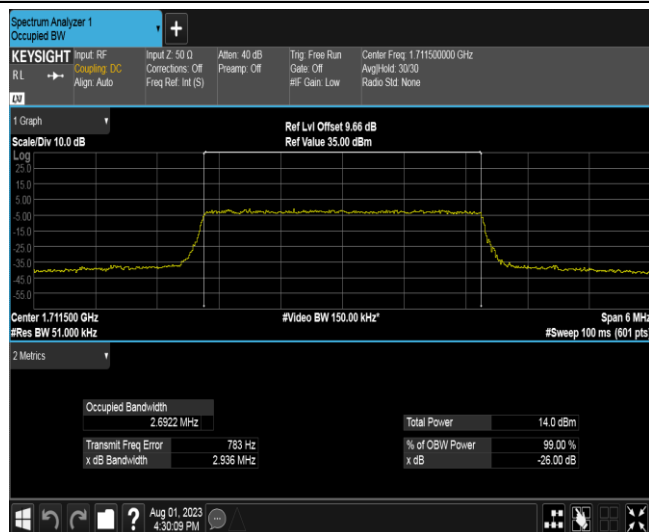 Spectrum Analyzer 1
Occupied BW
+
KEYSIGHT Input: RF Input Z: 50 Ω Atten: 40 dB Trig: Free Run Center Freq: 1.711500000 GHz
RL Coupling: DC Corrections: Off Preamp: Off Gate: Off Avg|Hold: 30/30
Align: Auto Freq Ref: Int (S) #IF Gain: Low Radio Std: None
LXI
1 Graph Ref Lvl Offset 9.66 dB
Scale/Div 10.0 dB Ref Value 35.00 dBm
Log
25.0
15.0
5.00
-5.00
-15.0
-25.0
-35.0
-45.0
-55.0
Center 1.711500 GHz #Video BW 150.00 kHz* Span 6 MHz
#Res BW 51.000 kHz #Sweep 100 ms (601 pts)
2 Metrics
Occupied Bandwidth
2.6922 MHz Total Power 14.0 dBm
Transmit Freq Error 783 Hz % of OBW Power 99.00 %
x dB Bandwidth 2.936 MHz x dB -26.00 dB
? Aug 01, 2023
4:30:09 PM